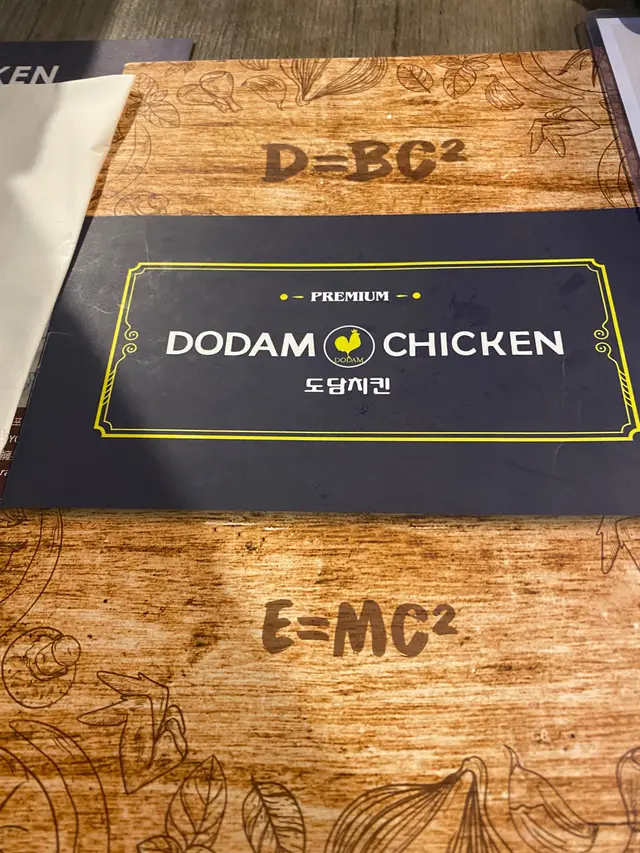 KEN
D=BC²
PREMIUM
DODAM CHICKEN
DODAM
도담치킨
E=MC²